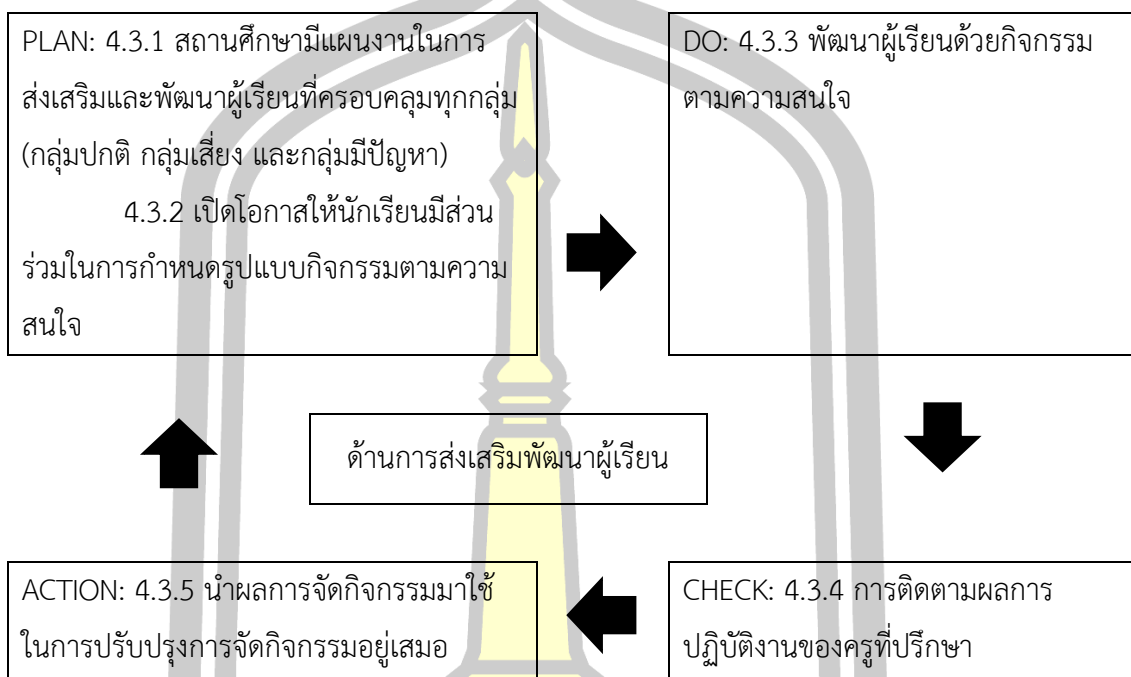 PLAN: 4.3.1 สถานศึกษามีแผนงานในการ
ส่งเสริมและพัฒนาผู้เรียนที่ครอบคลุมทุกกลุ่ม
(กลุ่มปกติ กลุ่มเสี่ยง และกลุ่มมีปัญหา)
4.3.2 เปิดโอกาสให้นักเรียนมีส่วน
ร่วมในการกำหนดรูปแบบกิจกรรมตามความ
สนใจ
DO: 4.3.3 พัฒนาผู้เรียนด้วยกิจกรรม
ตามความสนใจ
ด้านการส่งเสริมพัฒนาผู้เรียน
ACTION: 4.3.5 นำผลการจัดกิจกรรมมาใช้
ในการปรับปรุงการจัดกิจกรรมอยู่เสมอ
CHECK: 4.3.4 การติดตามผลการ
ปฏิบัติงานของครูที่ปรึกษา